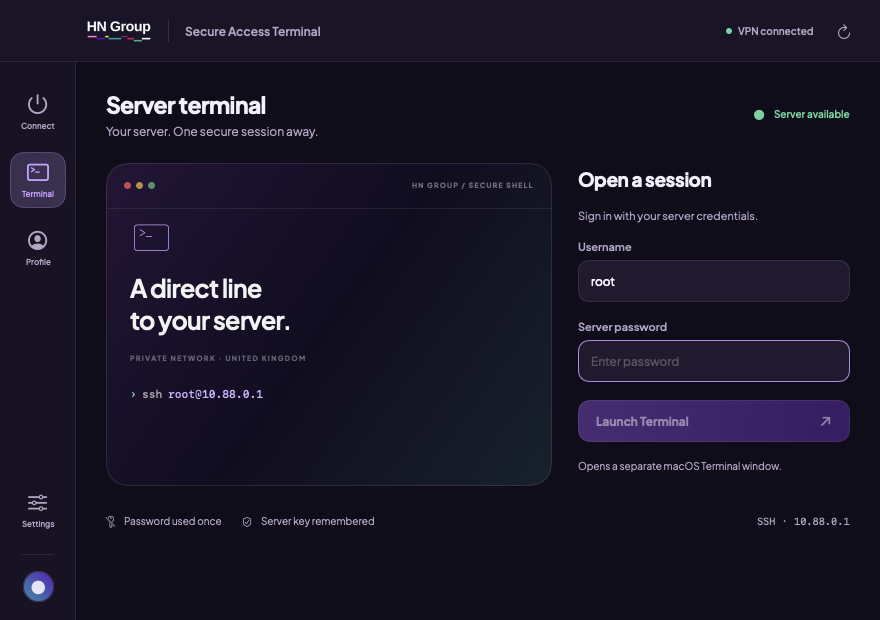 HN Group
Secure Access Terminal
VPN connected
Connect
Terminal
Profile
Settings
Server terminal
Your server. One secure session away.
Server available
HN GROUP / SECURE SHELL
>_
A direct line
to your server.
PRIVATE NETWORK · UNITED KINGDOM
› ssh root@10.88.0.1
Open a session
Sign in with your server credentials.
Username
root
Server password
Enter password
Launch Terminal
Opens a separate macOS Terminal window.
Password used once
Server key remembered
SSH · 10.88.0.1